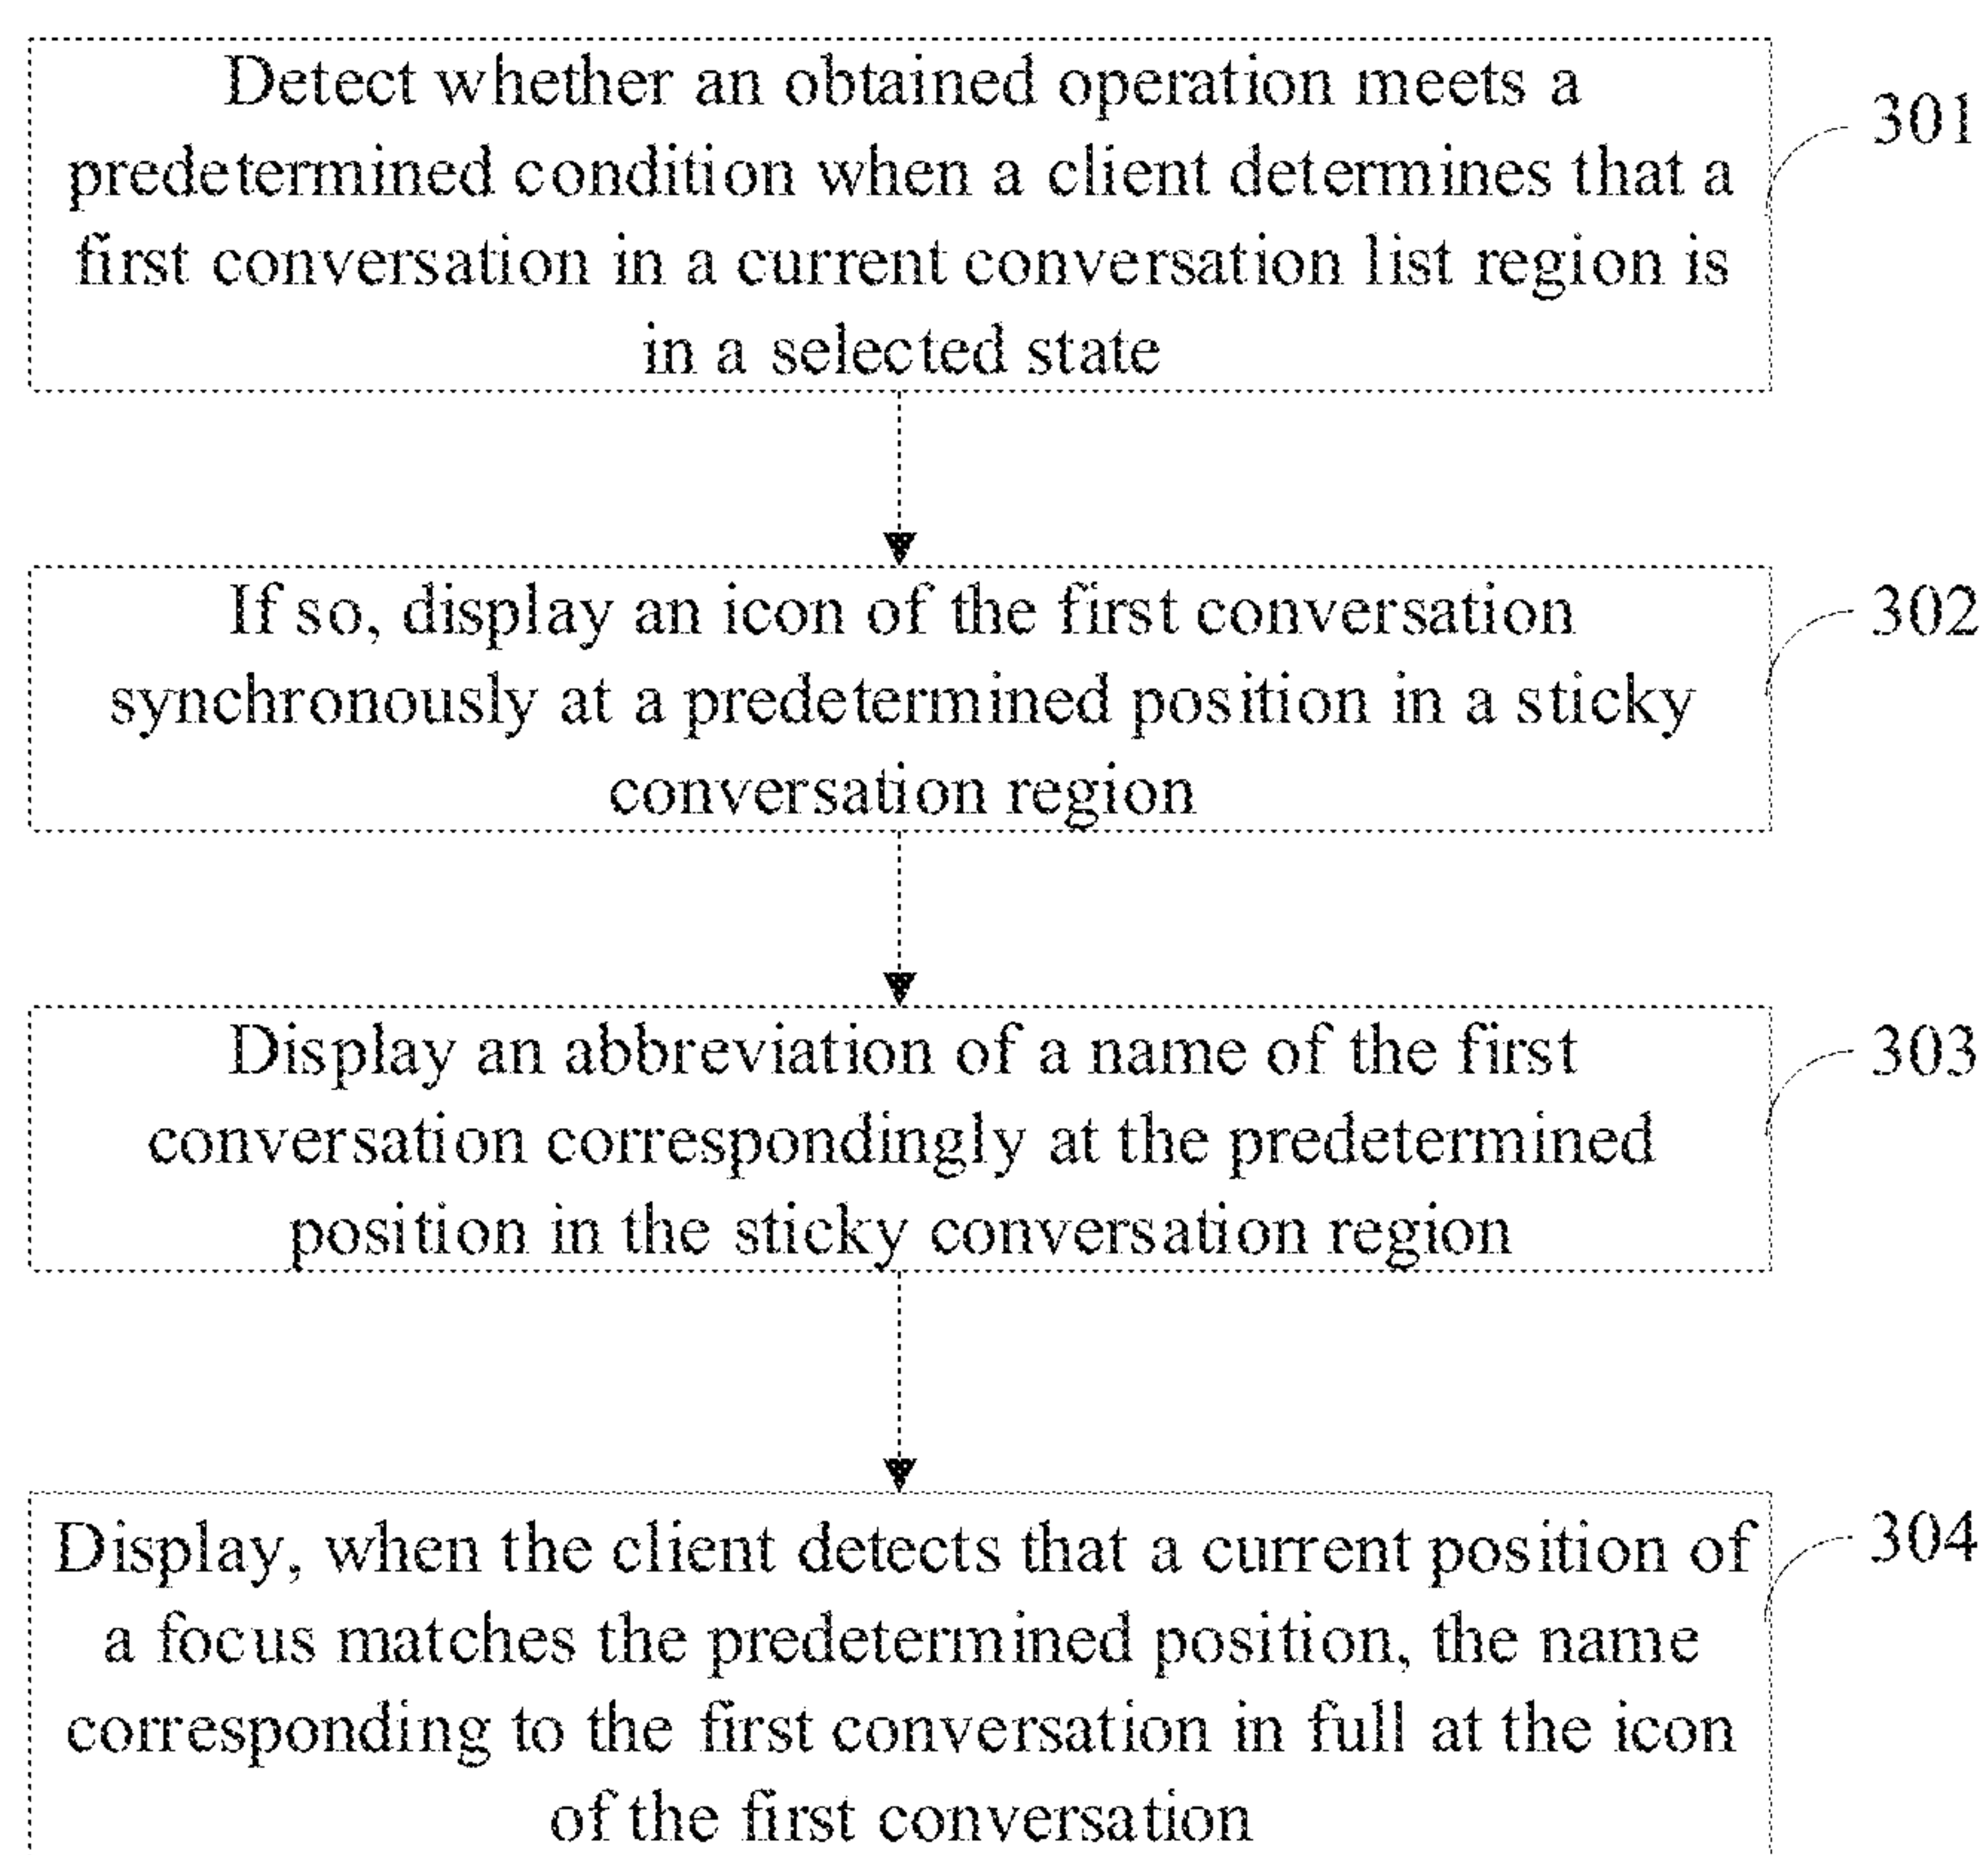 Detect whether an obtained operation meets a
predetermined condition when a client determines that a
first conversation in a current conversation list region is
in a selected state
301
If so, display an icon of the first conversation
synchronously at a predetermined position in a sticky
conversation region
302
Display an abbreviation of a name of the first
conversation correspondingly at the predetermined
position in the sticky conversation region
303
Display, when the client detects that a current position of
a focus matches the predetermined position, the name
corresponding to the first conversation in full at the icon
of the first conversation
304